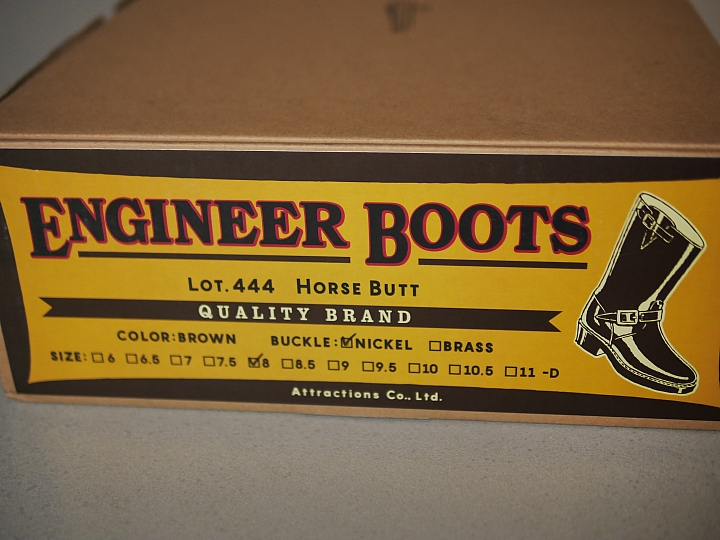 ENGINEER BOOTS
LOT.444 HORSE BUTT
QUALITY BRAND
COLOR:BROWN BUCKLE:☑NICKEL ☐BRASS
SIZE:☐6 ☐6.5 ☐7 ☐7.5 ☑8 ☐8.5 ☐9 ☐9.5 ☐10 ☐10.5 ☐11 -D
Attractions Co., Ltd.